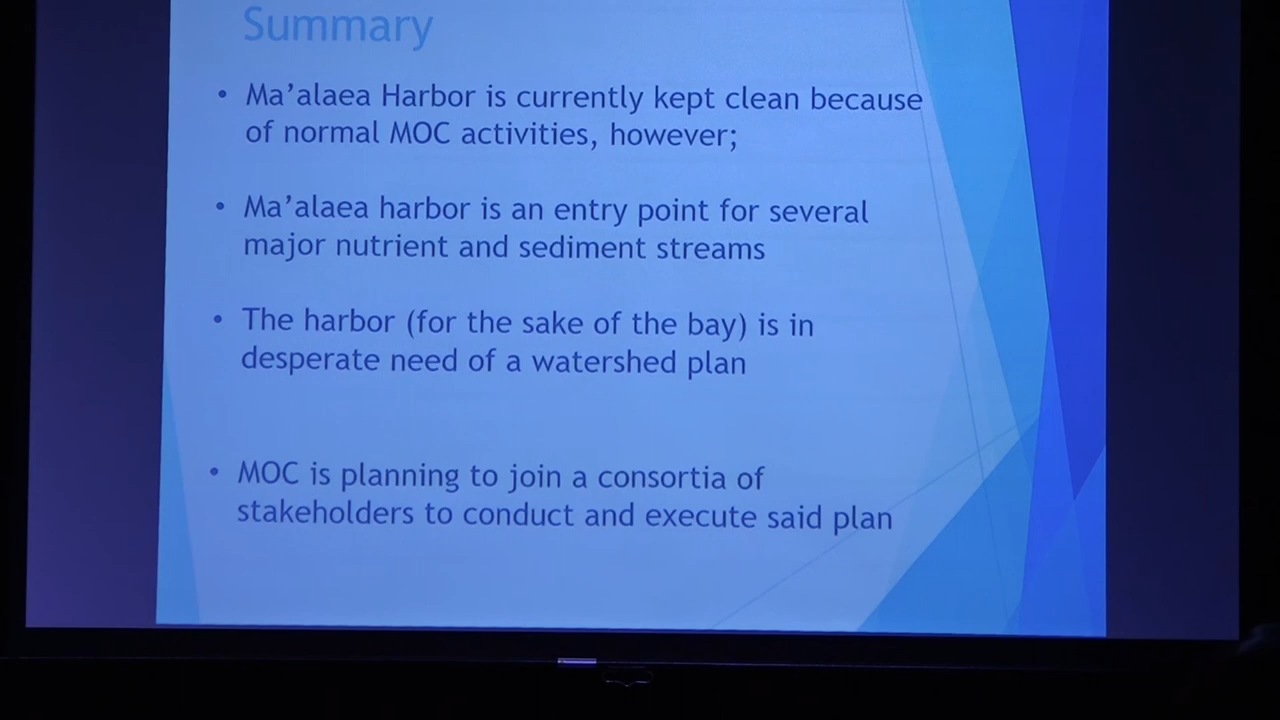 Summary
• Ma’alaea Harbor is currently kept clean because
of normal MOC activities, however;
• Ma’alaea harbor is an entry point for several
major nutrient and sediment streams
• The harbor (for the sake of the bay) is in
desperate need of a watershed plan
• MOC is planning to join a consortia of
stakeholders to conduct and execute said plan